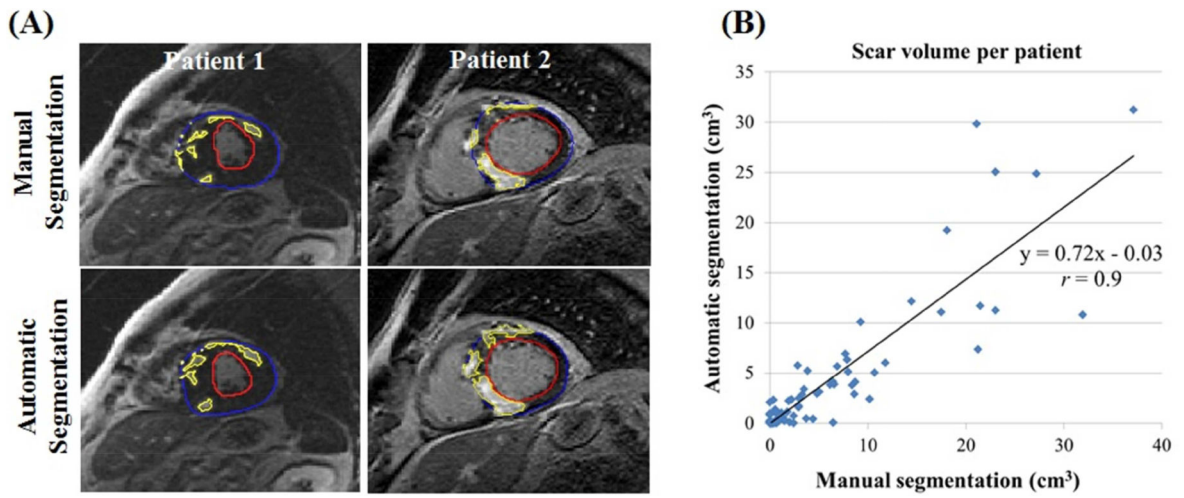 (A)
Patient 1
Patient 2
Manual
Segmentation
Automatic
Segmentation
(B)
Scar volume per patient
35
30
25
20
15
10
5
0
Automatic segmentation (cm³)
y = 0.72x - 0.03
r = 0.9
0 10 20 30 40
Manual segmentation (cm³)